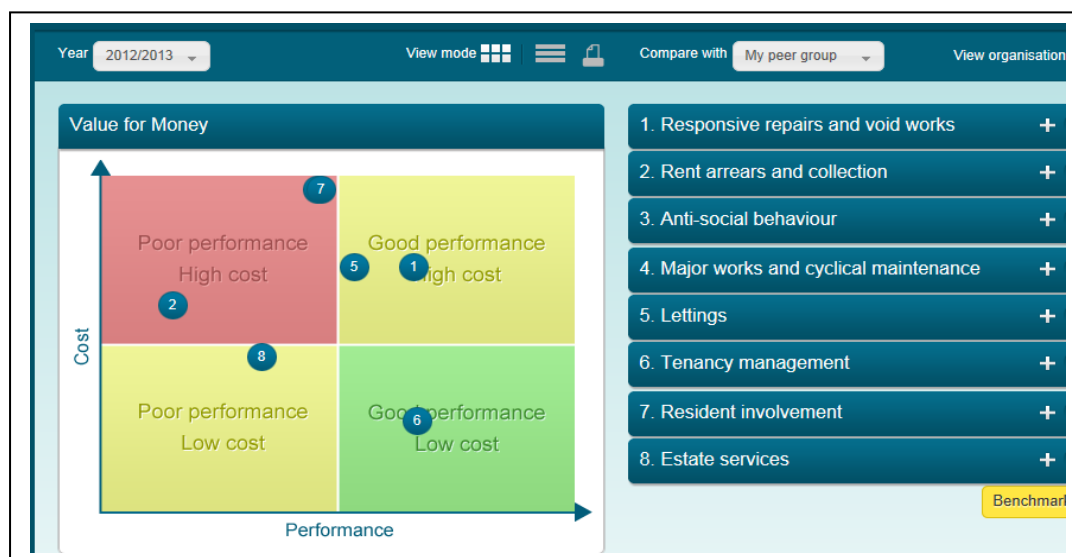 Year 2012/2013 View mode Compare with My peer group View organisation
Value for Money
7
Poor performance Good performance
5 1
High cost High cost
2
Cost
8
Poor performance Good performance
6
Low cost Low cost
Performance
1. Responsive repairs and void works +
2. Rent arrears and collection +
3. Anti-social behaviour +
4. Major works and cyclical maintenance +
5. Lettings +
6. Tenancy management +
7. Resident involvement +
8. Estate services +
Benchmark